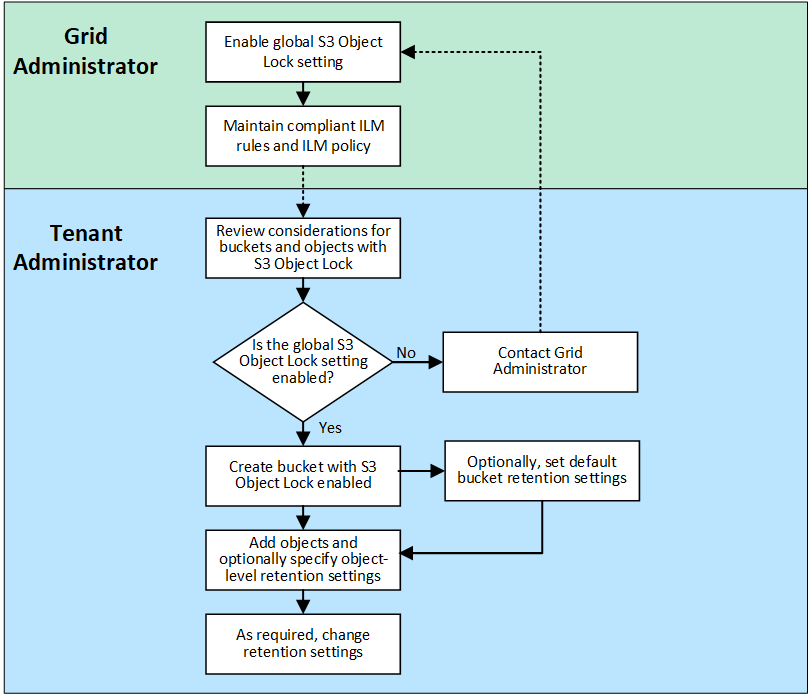 Grid
Administrator
Enable global S3 Object
Lock setting
Maintain compliant ILM
rules and ILM policy
Tenant
Administrator
Review considerations for
buckets and objects with
S3 Object Lock
Is the global S3
Object Lock setting
enabled?
No
Contact Grid
Administrator
Yes
Create bucket with S3
Object Lock enabled
Optionally, set default
bucket retention settings
Add objects and
optionally specify object-
level retention settings
As required, change
retention settings